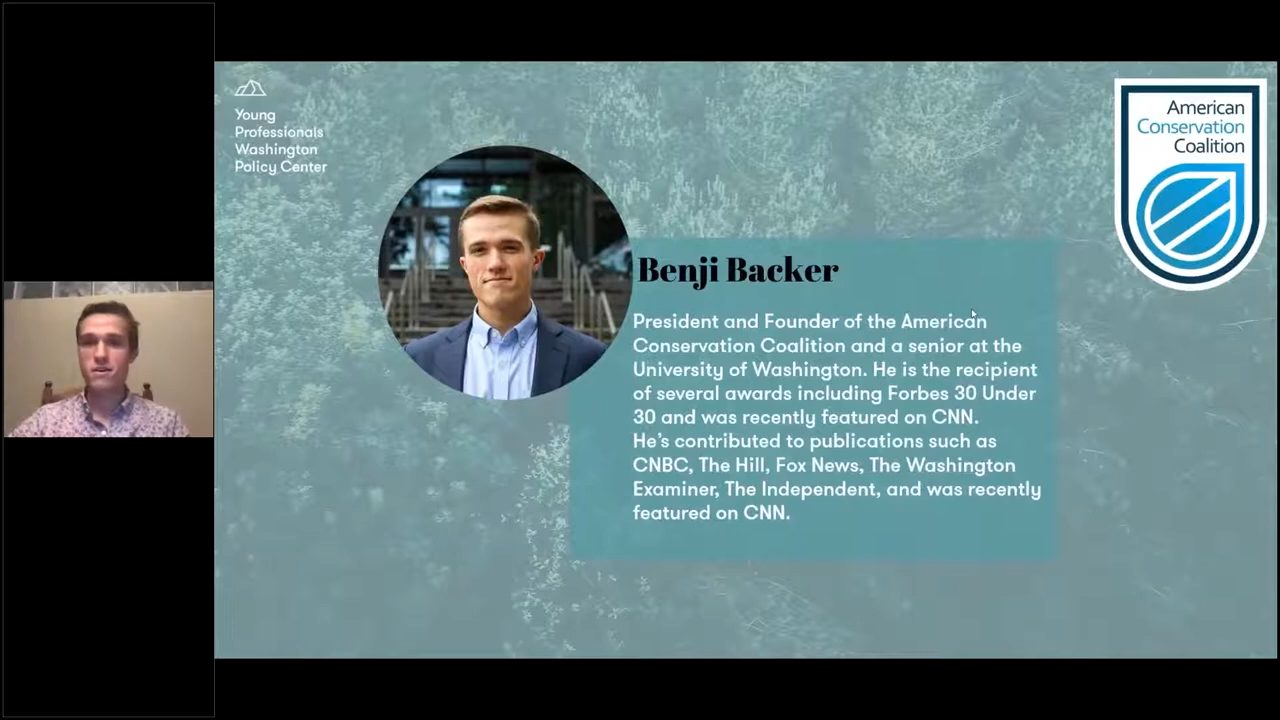 Young
Professionals
Washington
Policy Center
American
Conservation
Coalition
Benji Backer
President and Founder of the American
Conservation Coalition and a senior at the
University of Washington. He is the recipient
of several awards including Forbes 30 Under
30 and was recently featured on CNN.
He's contributed to publications such as
CNBC, The Hill, Fox News, The Washington
Examiner, The Independent, and was recently
featured on CNN.